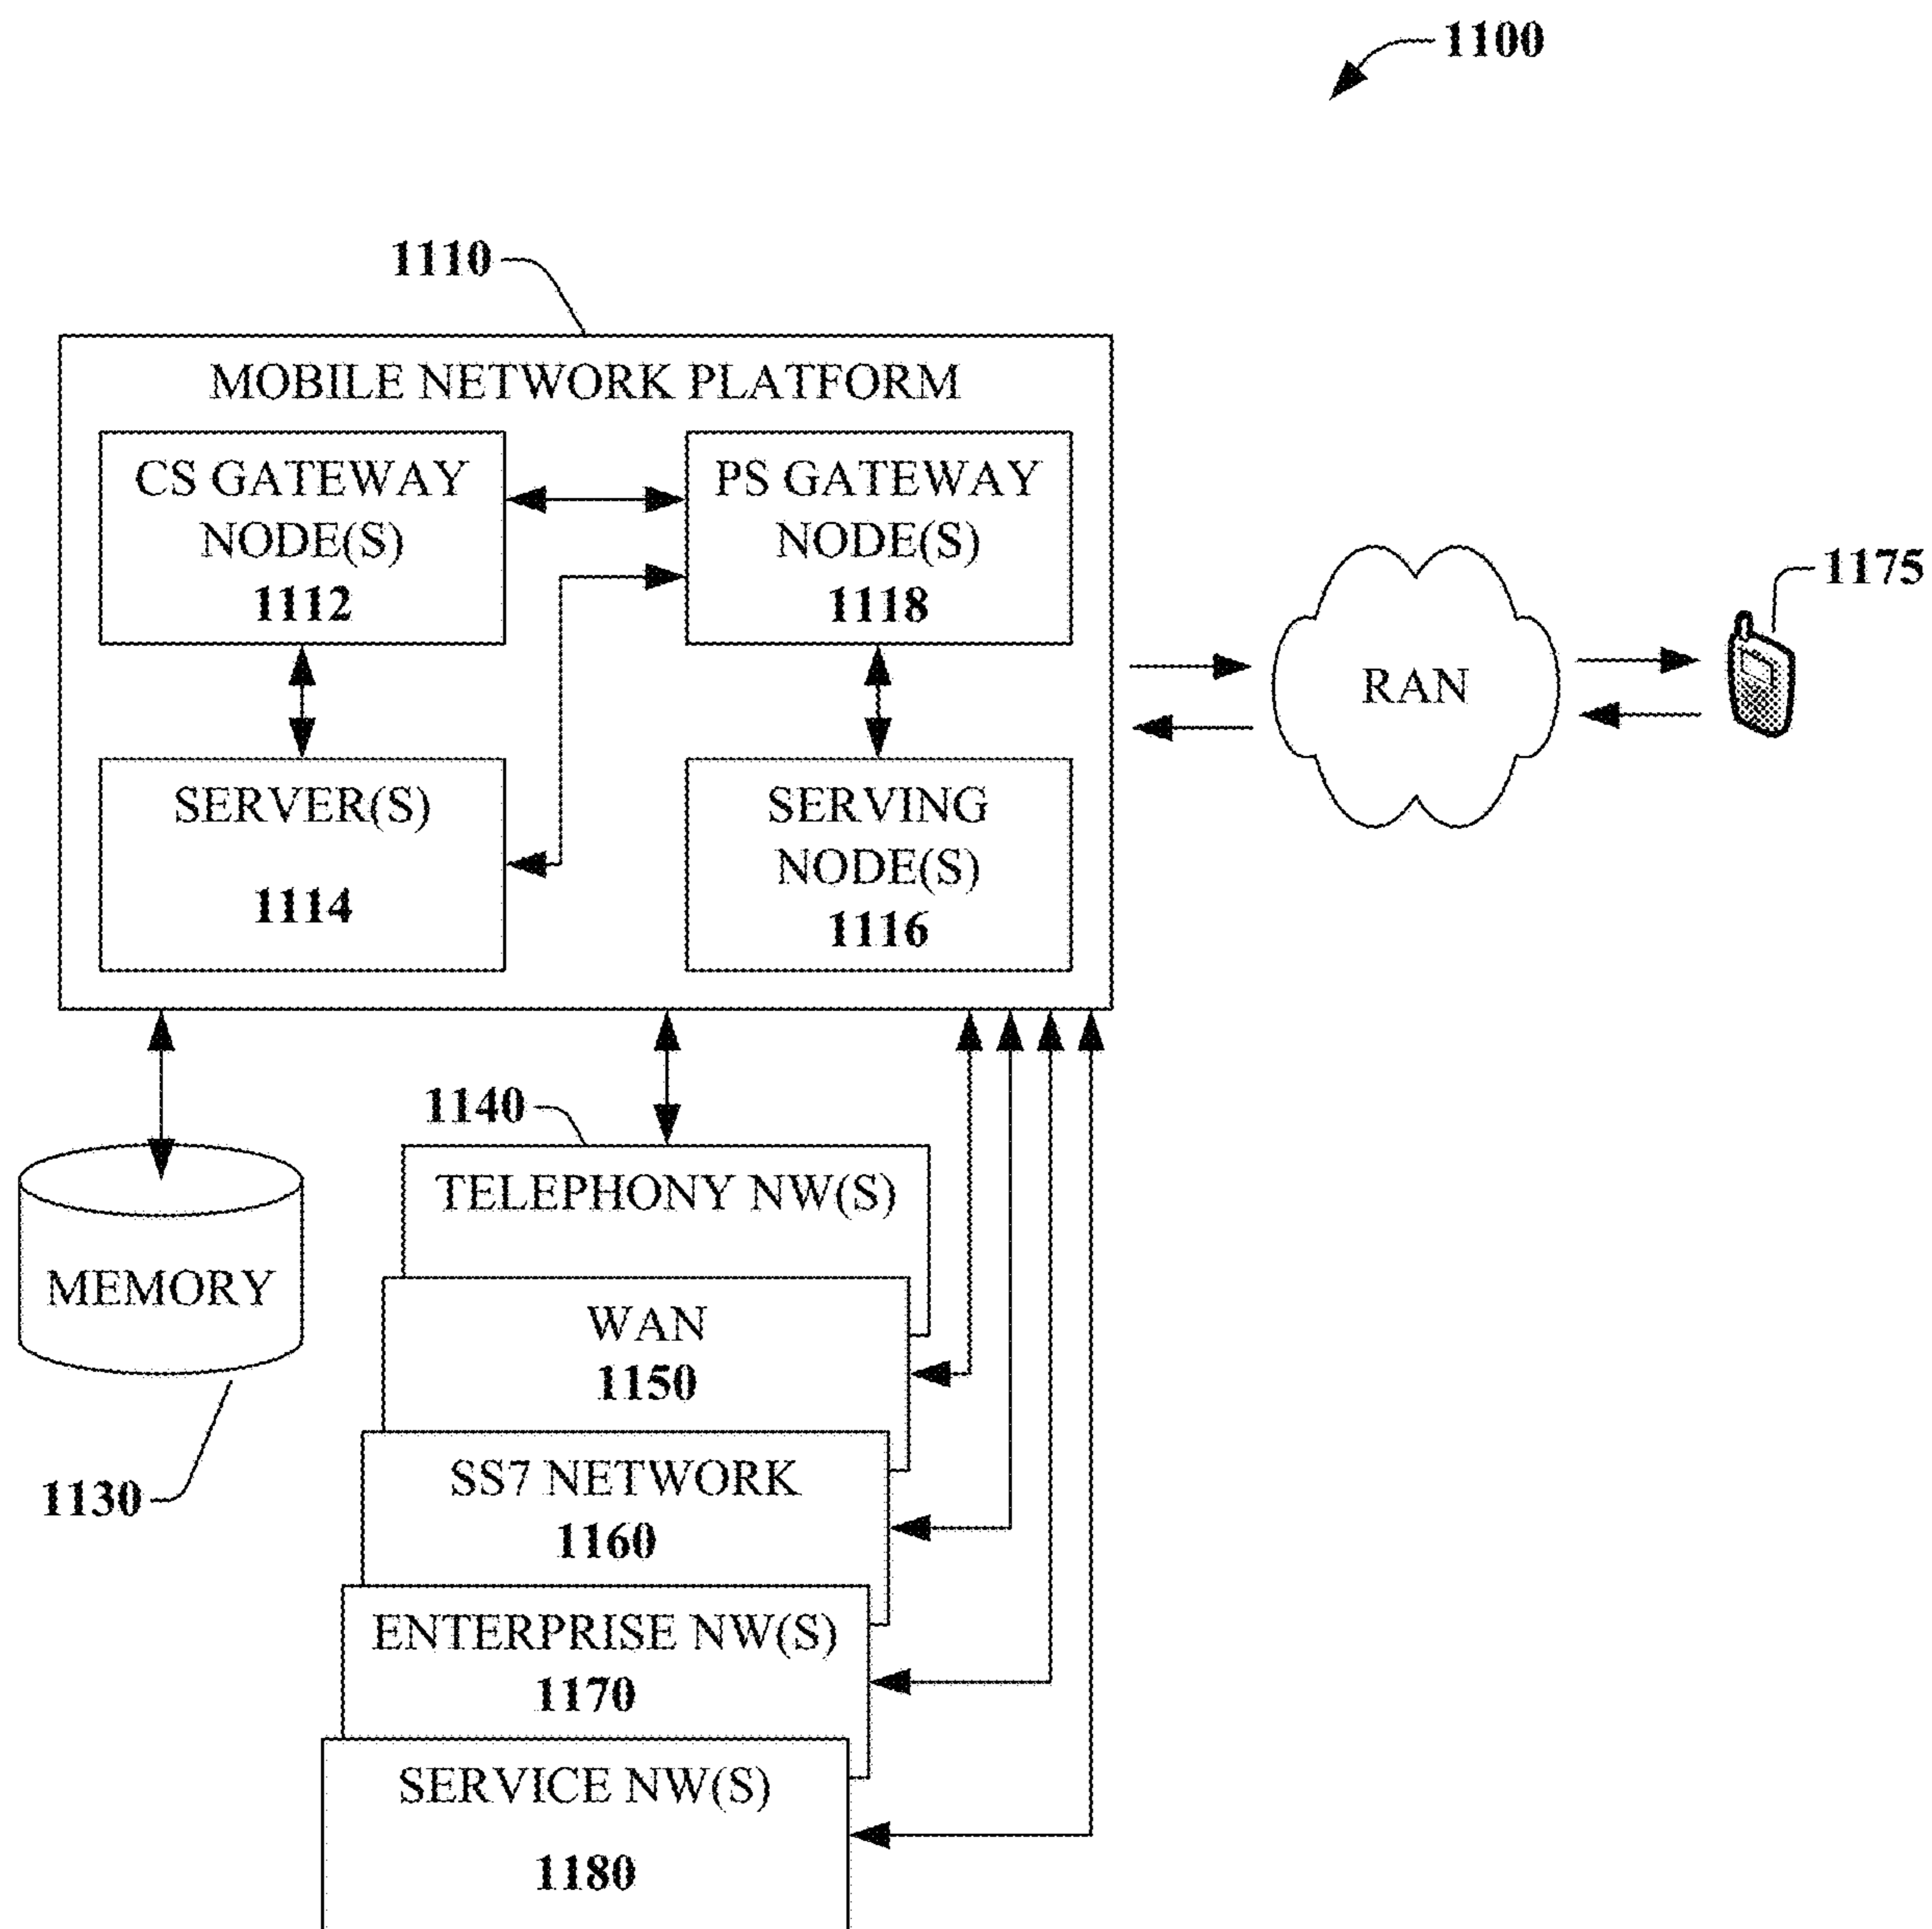 1100
1110
MOBILE NETWORK PLATFORM
CS GATEWAY
NODE(S)
1112
PS GATEWAY
NODE(S)
1118
SERVER(S)
1114
SERVING
NODE(S)
1116
RAN
1175
1140
TELEPHONY NW(S)
MEMORY
1130
WAN
1150
SS7 NETWORK
1160
ENTERPRISE NW(S)
1170
SERVICE NW(S)
1180